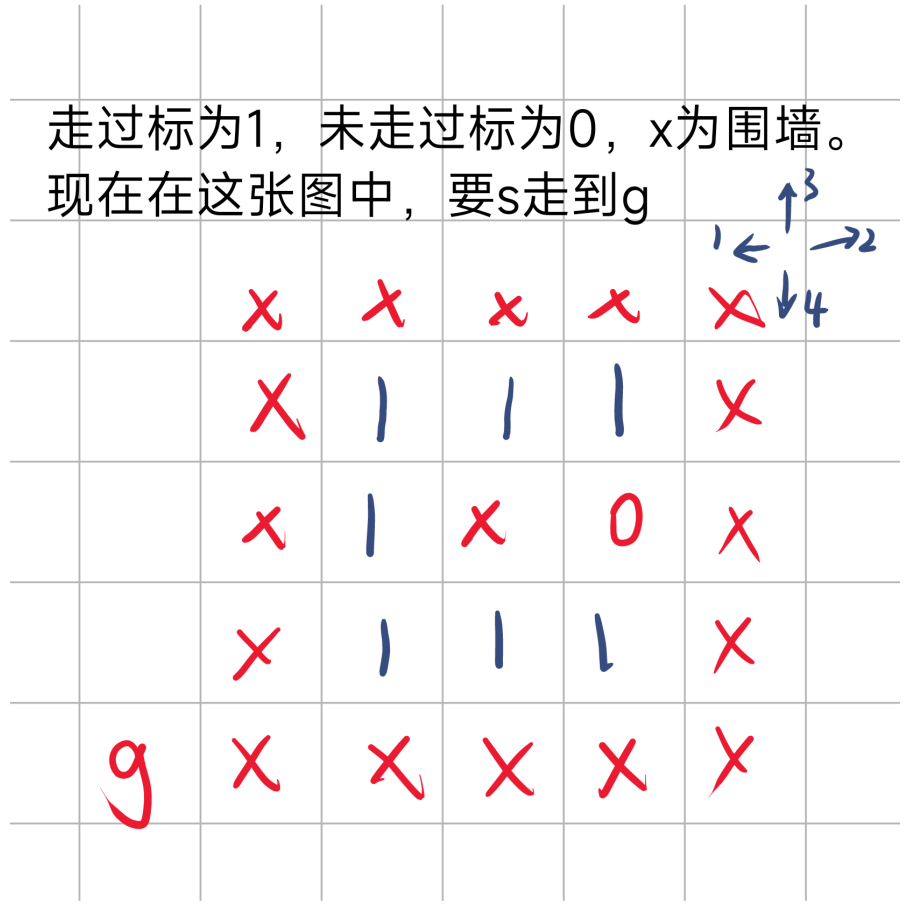 走过标为1，未走过标为0，x为围墙。
现在在这张图中，要s走到g
3
1 ← → 2
x x x x x 4
x 1 1 1 x
x 1 x 0 x
x 1 1 1 x
g x x x x x